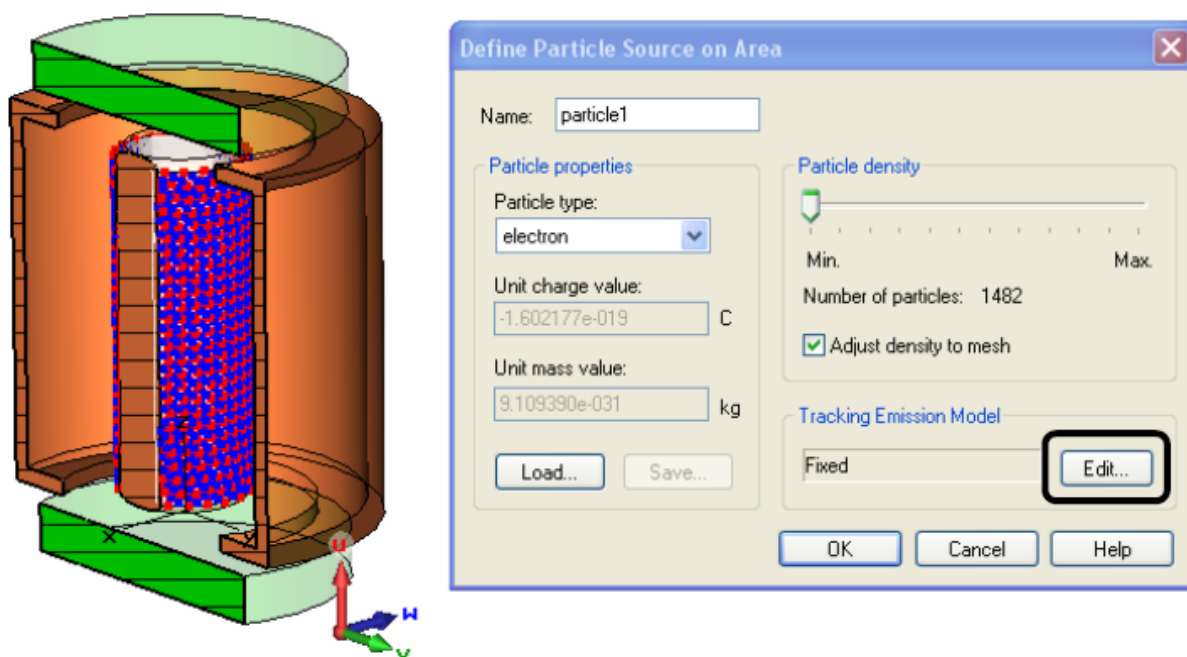 Define Particle Source on Area
Name: particle1
Particle properties
Particle type:
electron
Unit charge value:
-1.602177e-019 C
Unit mass value:
9.109390e-031 kg
Load... Save...
Particle density
Min. Max.
Number of particles: 1482
Adjust density to mesh
Tracking Emission Model
Fixed Edit...
OK Cancel Help
z
x
u
w
v